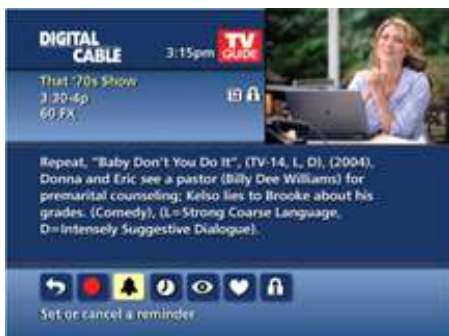 DIGITAL
CABLE
3:15pm
TV
GUIDE
That '70s Show
3:30-4p
60 FX
Repeat, "Baby Don't You Do It", (TV-14, L, D), (2004),
Donna and Eric see a pastor (Billy Dee Williams) for
premarital counseling; Kelso lies to Brooke about his
grades. (Comedy), (L=Strong Coarse Language,
D=Intensely Suggestive Dialogue).
Set or cancel a reminder